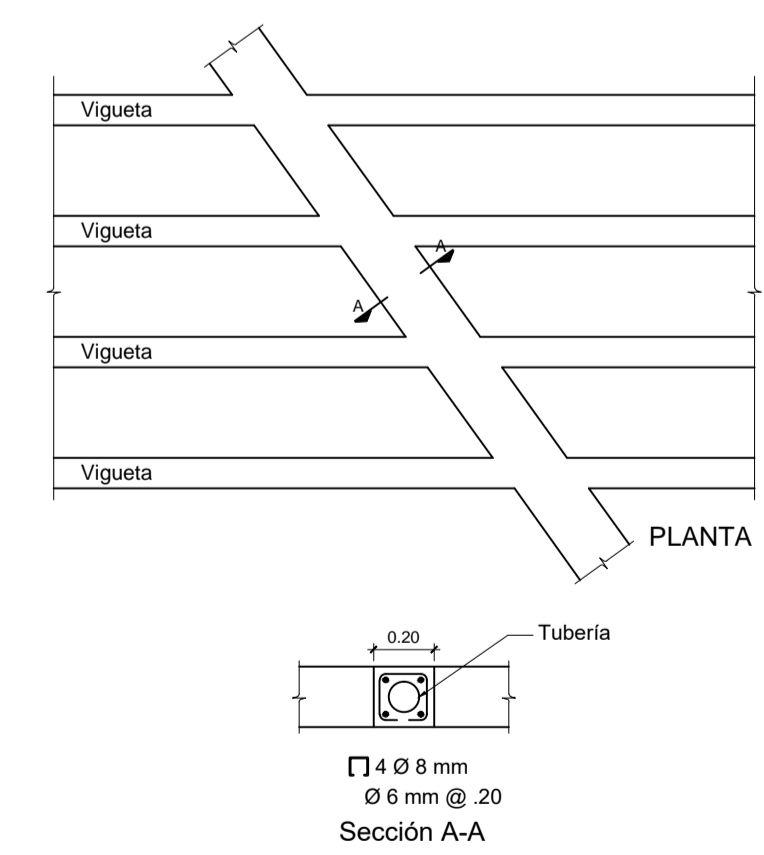 Vigueta
Vigueta
A
A
Vigueta
Vigueta
PLANTA
0.20
Tubería
4 Ø 8 mm
Ø 6 mm @ .20
Sección A-A